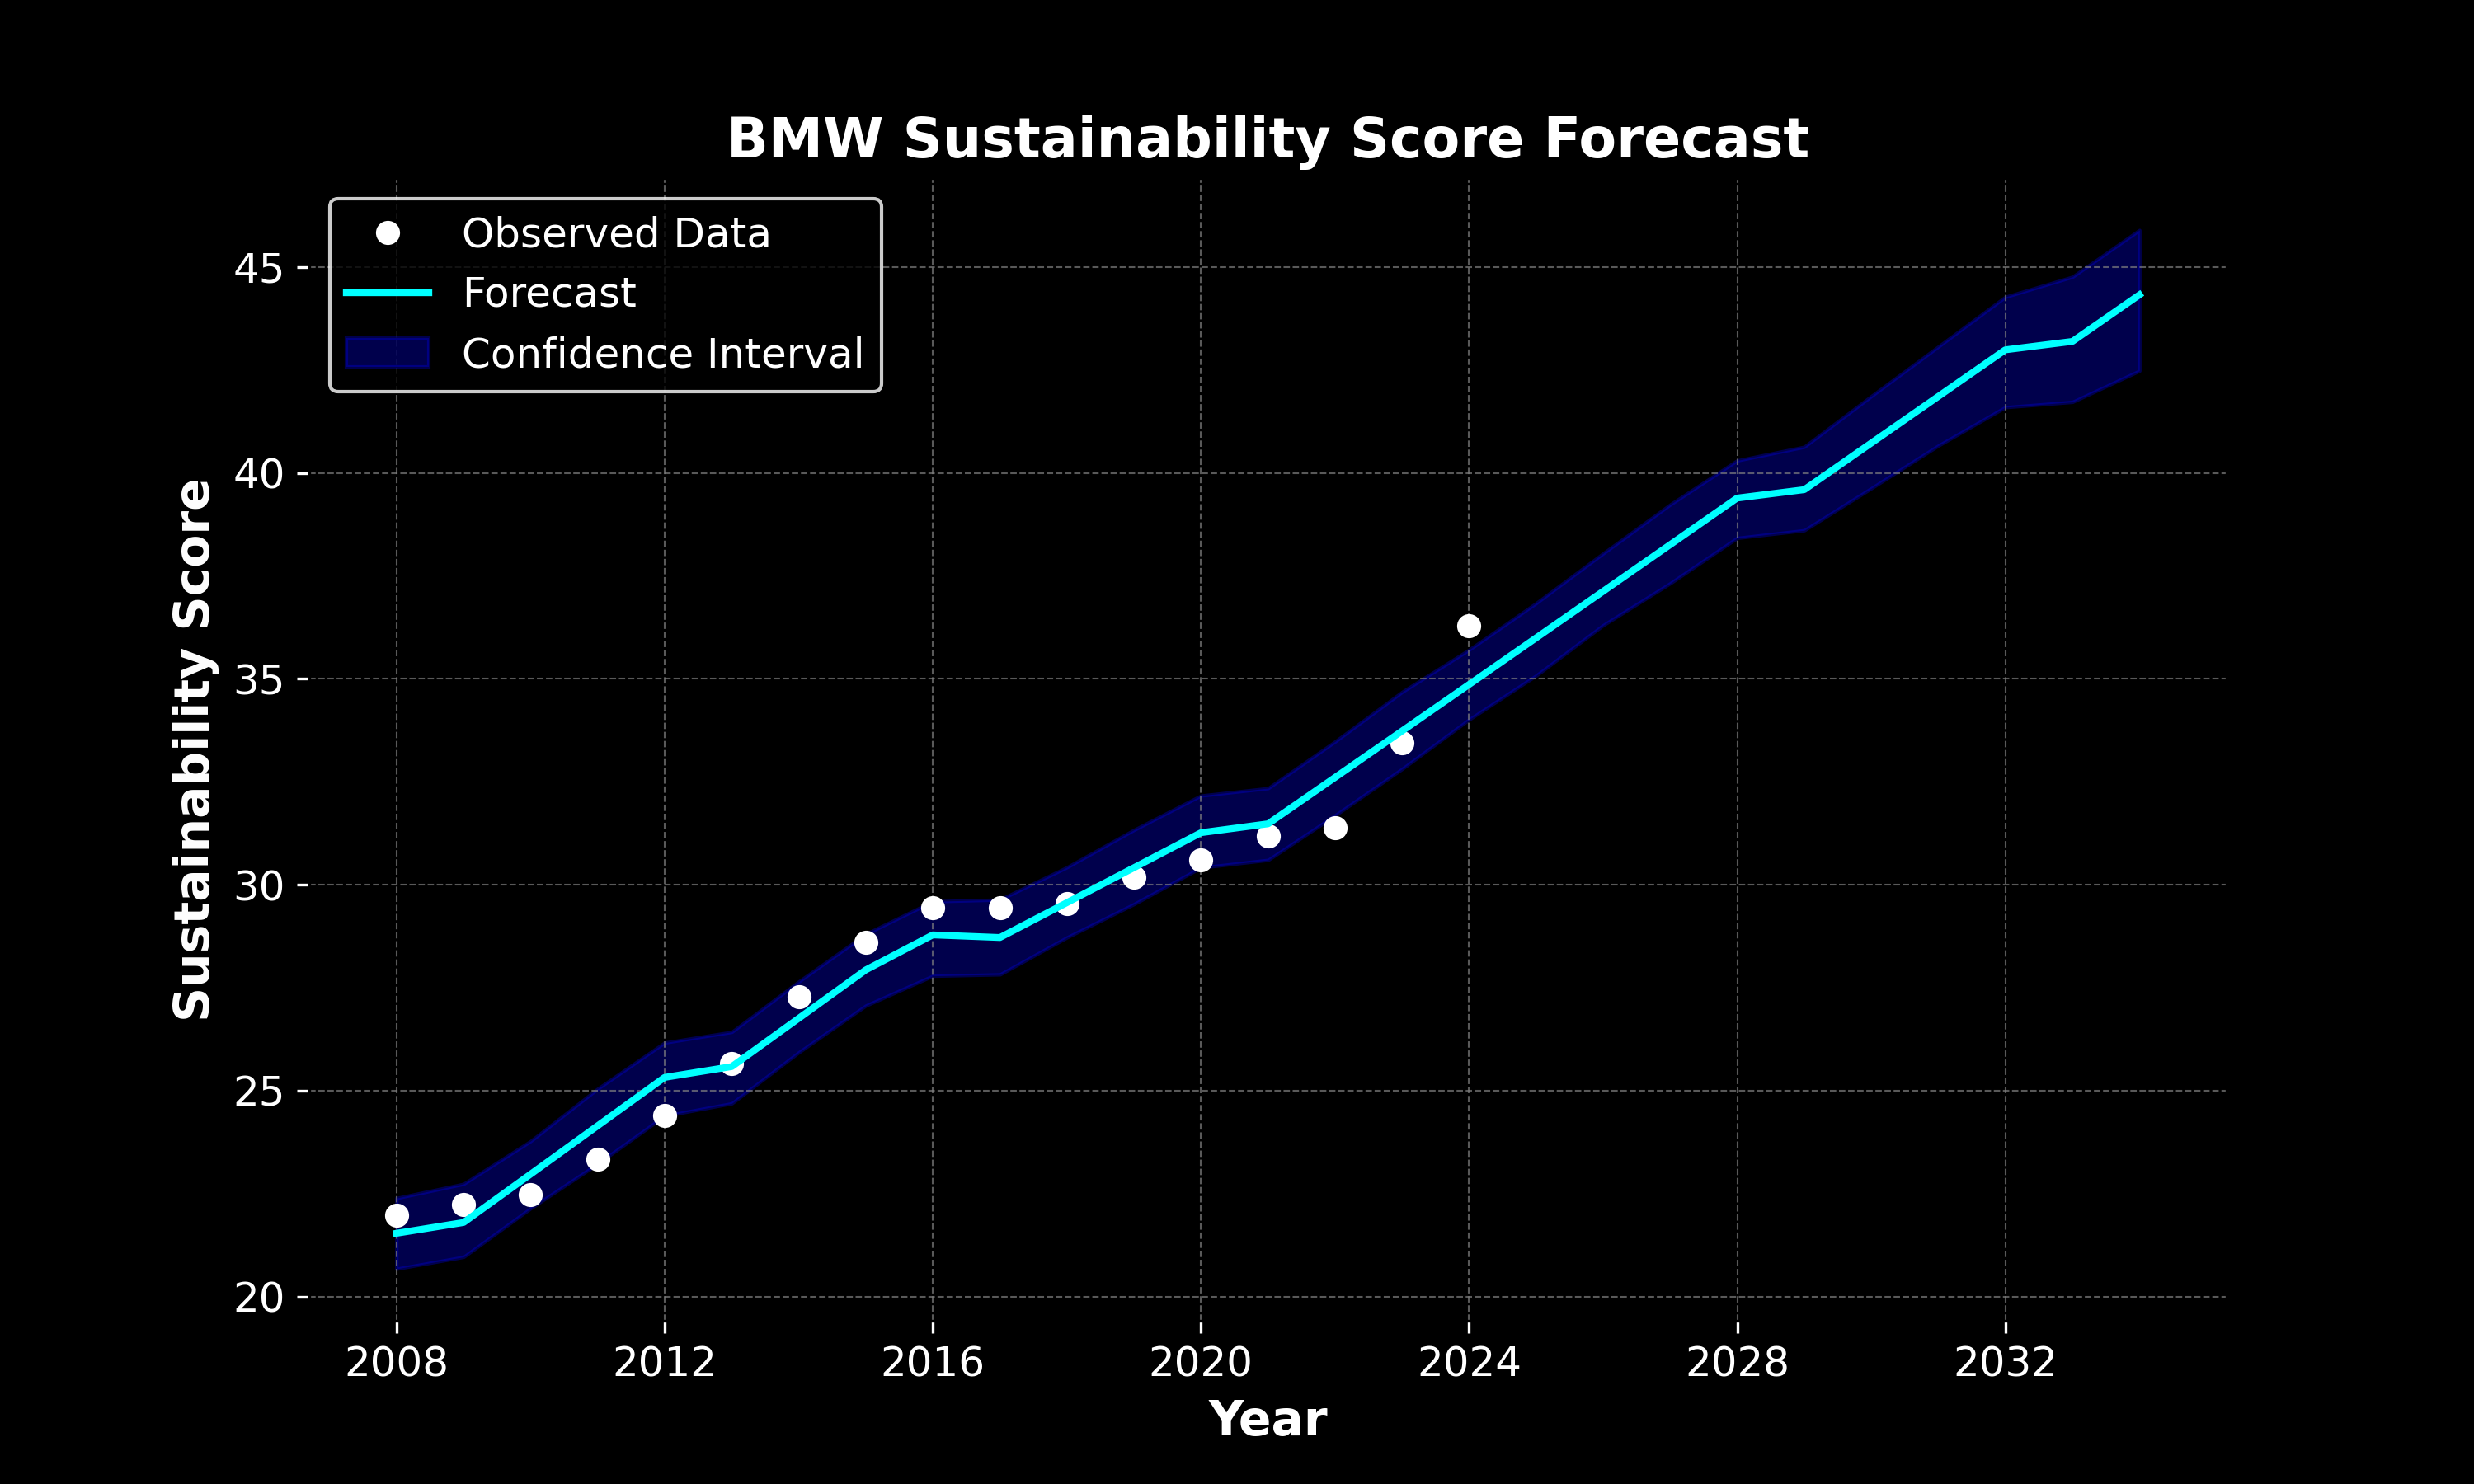 BMW Sustainability Score Forecast
Observed Data
Forecast
Confidence Interval
Sustainability Score
45
40
35
30
25
20
2008 2012 2016 2020 2024 2028 2032
Year